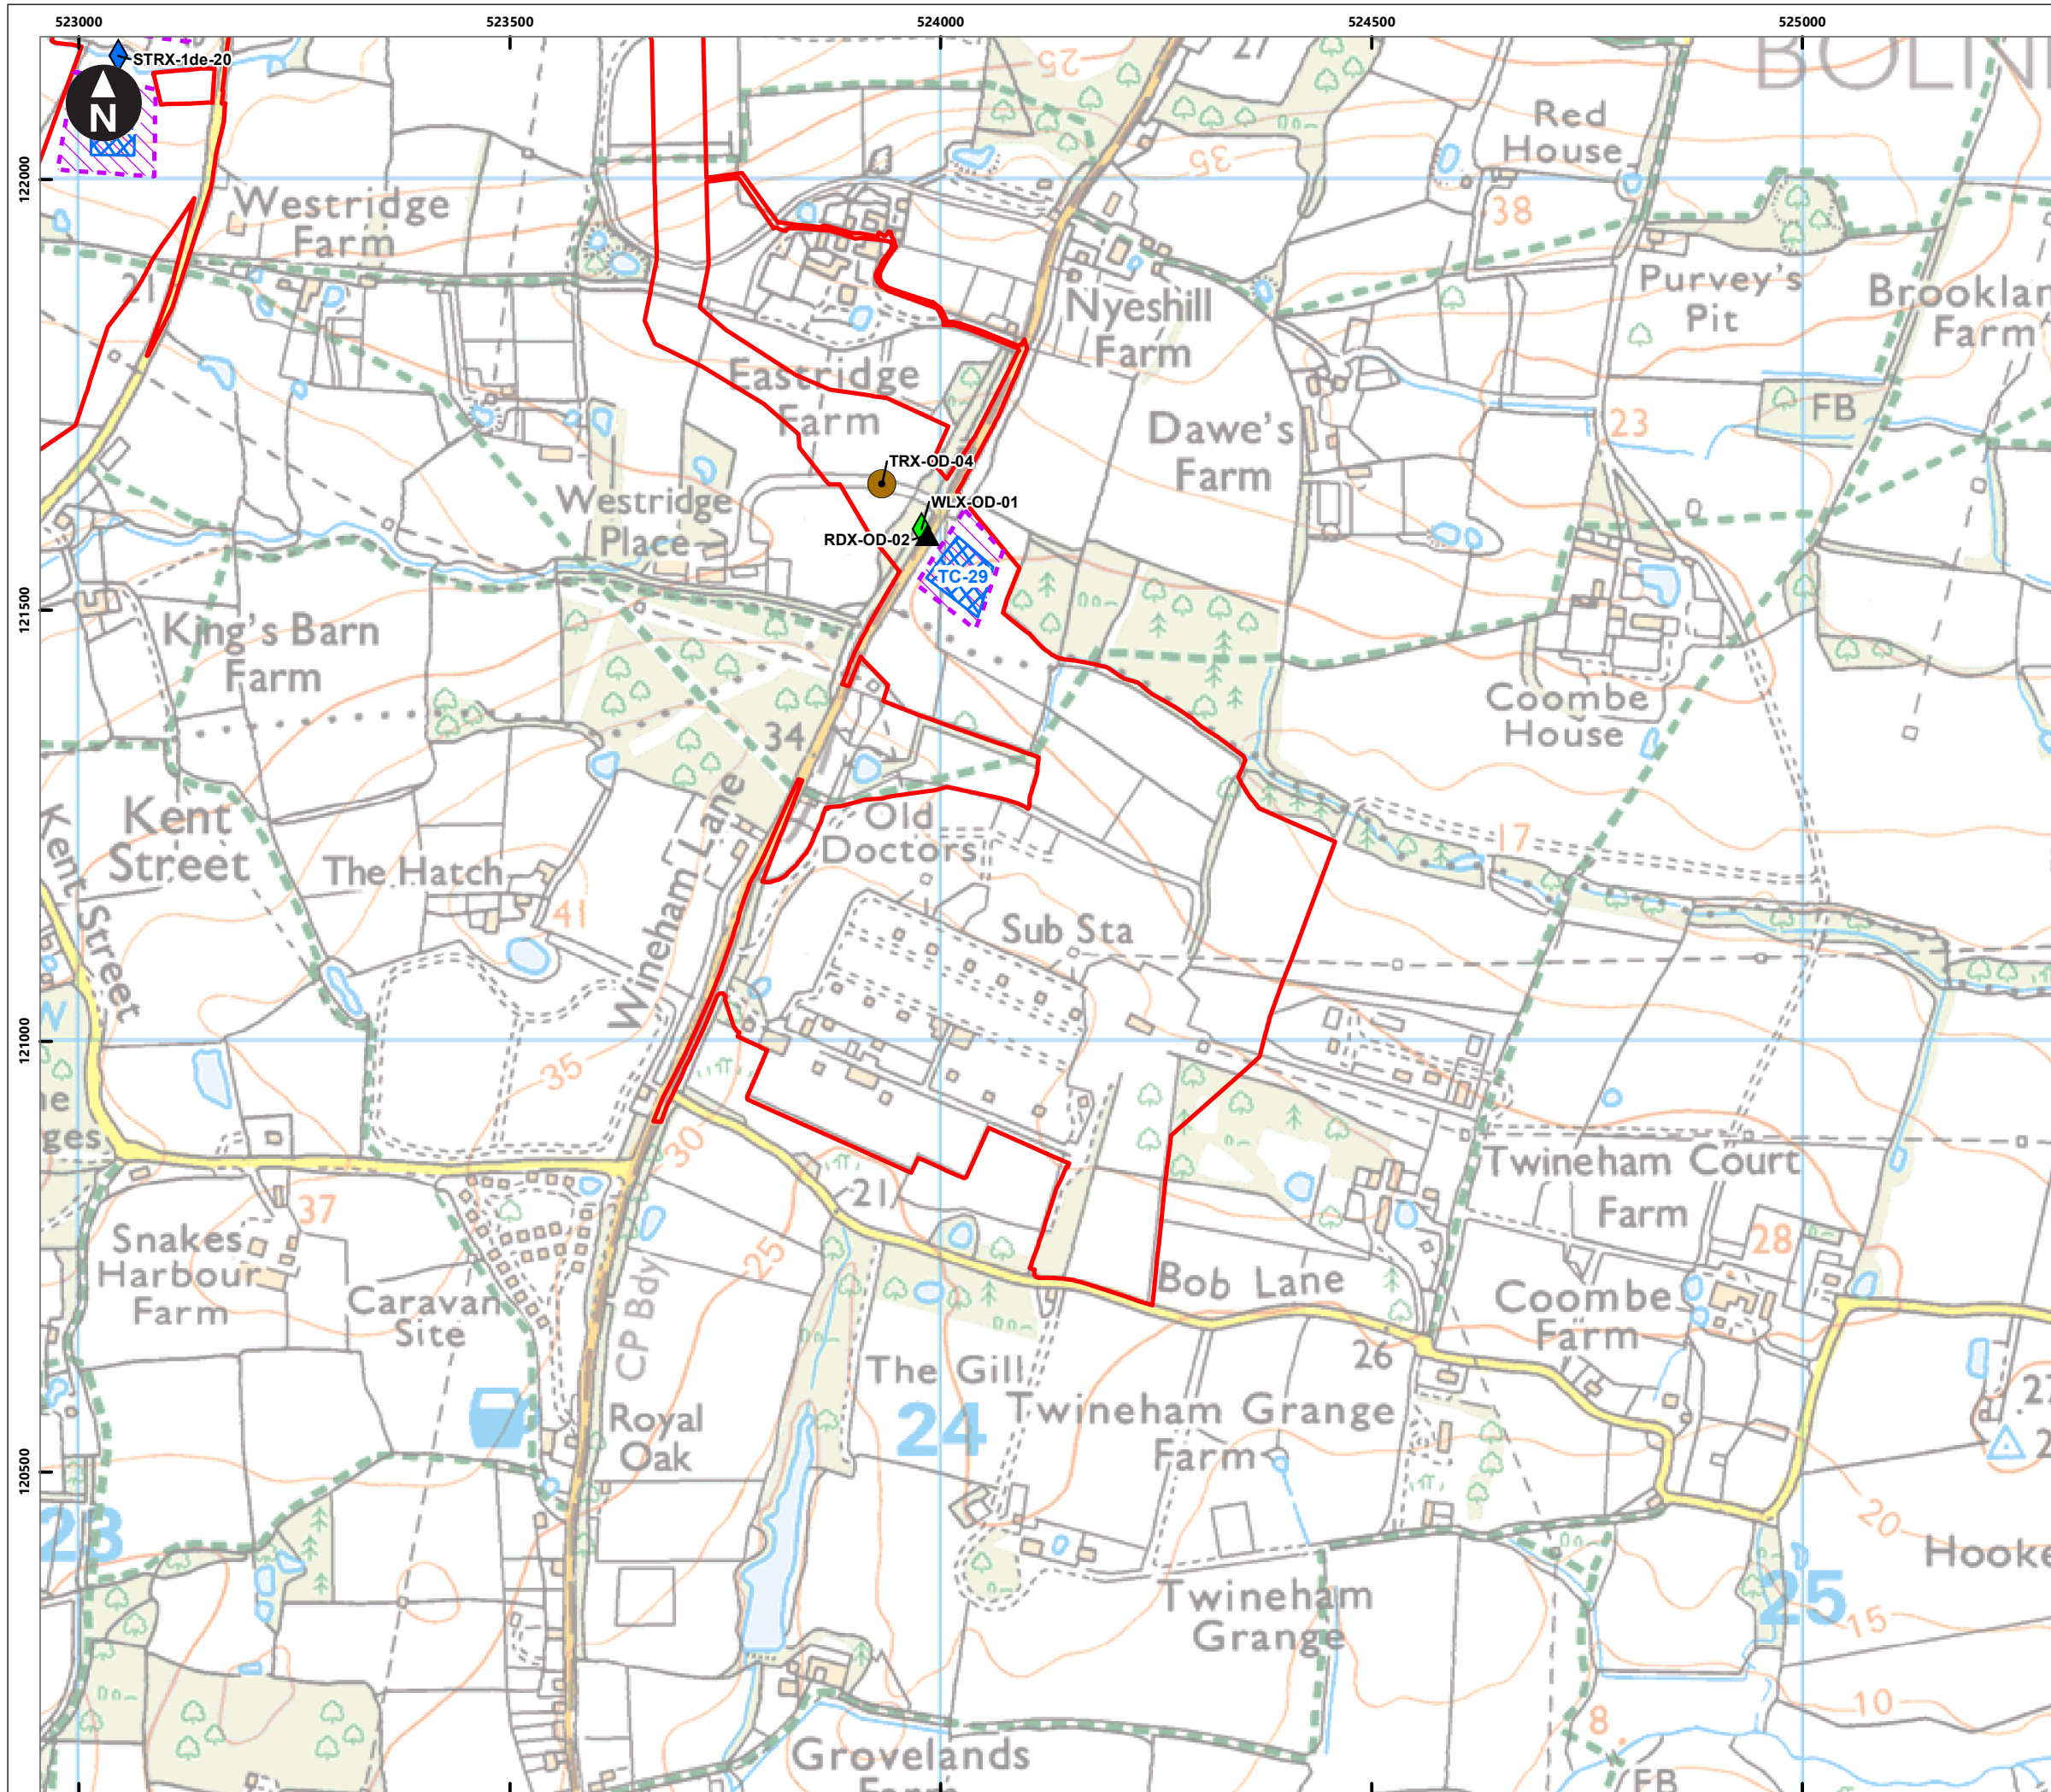 523000
523500
524000
524500
525000
STRX-1de-20
N
122000
121500
121000
120500
27
25
35
Red
House
38
Westridge
Farm
21
Nyeshill
Farm
Purvey's
Pit
Farm
Eastridge
Farm
Dawe's
Farm
FB
23
TRX-OD-04
WLX-OD-01
RDX-OD-02
TC-29
Westridge
Place
King's Barn
Farm
Coombe
House
34
Kent
Street
Kent Street
The Hatch
41
Wineham Lane
Old
Doctors
17
Sub Sta
35
30
21
37
Snakes
Harbour
Farm
Caravan
Site
CP Bdy
25
Bob Lane
Twineham Court
Farm
28
Coombe
Farm
26
The Gill
24
Twineham Grange
Farm
Royal
Oak
23
20
25
15
10
Twineham
Grange
8
Grovelands
FB